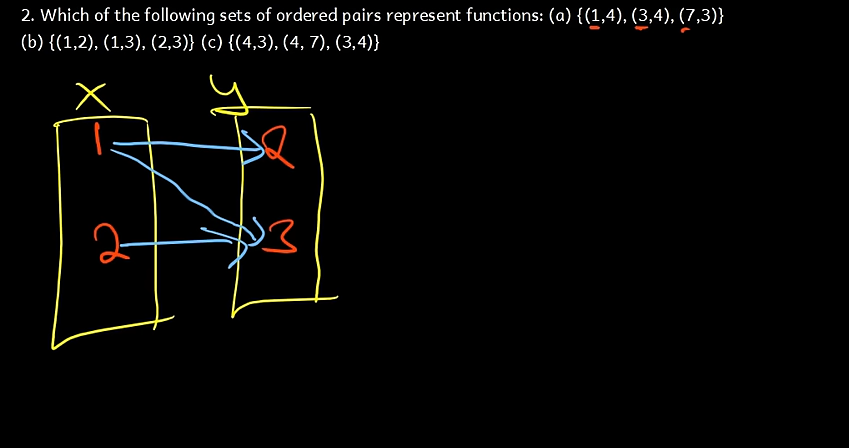 2. Which of the following sets of ordered pairs represent functions: (a) {(1,4), (3,4), (7,3)}
(b) {(1,2), (1,3), (2,3)} (c) {(4,3), (4, 7), (3,4)}
X y
1 2
2 3